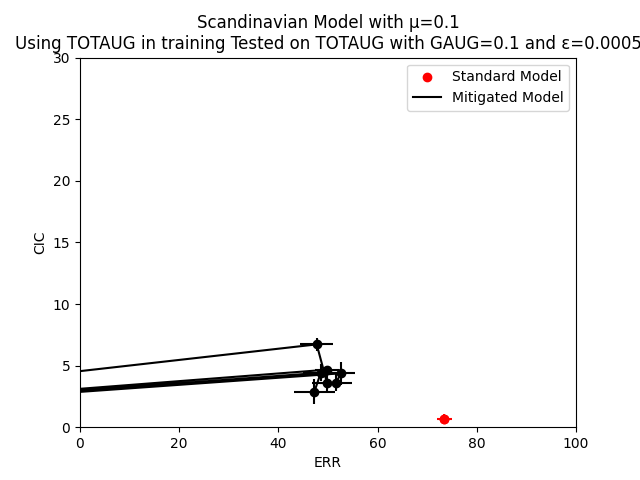 Scandinavian Model with μ=0.1
Using TOTAUG in training Tested on TOTAUG with GAUG=0.1 and ε=0.0005
Standard Model
Mitigated Model
30
25
20
15
10
5
0
CIC
0 20 40 60 80 100
ERR